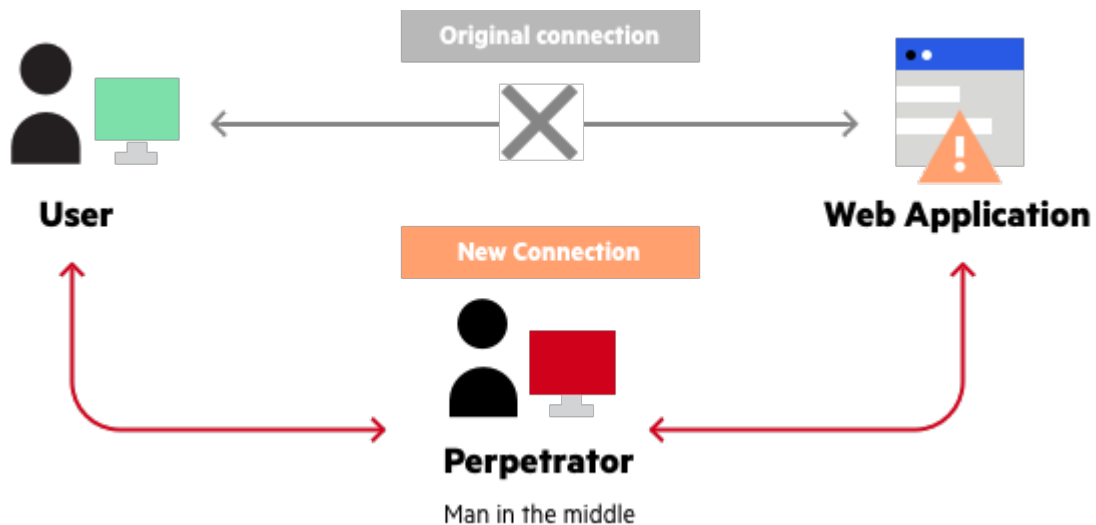 Original connection
User
Web Application
New Connection
Perpetrator
Man in the middle